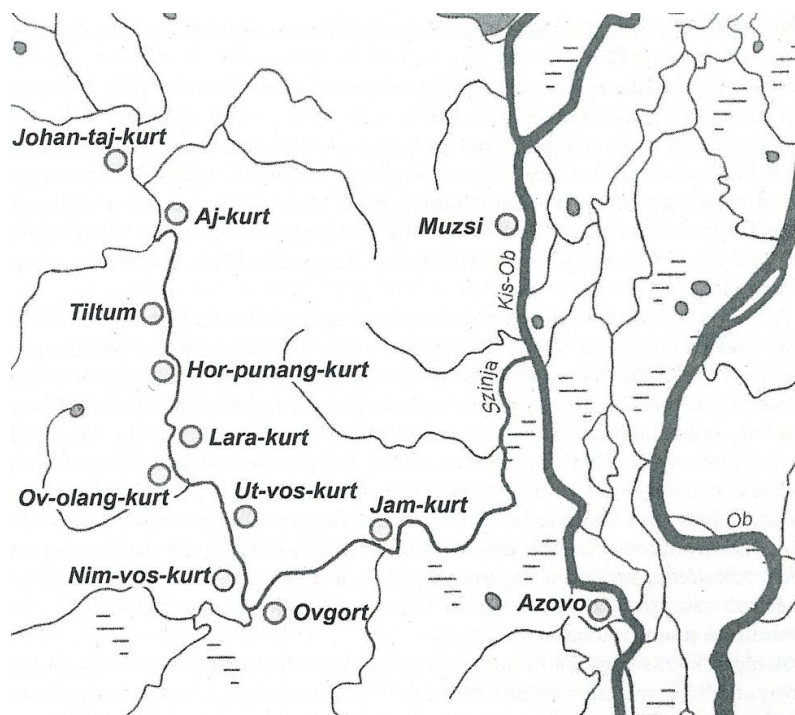 Johan-taj-kurt
Aj-kurt
Muzsi
Kis-Ob
Tiltum
Szinja
Hor-punang-kurt
Lara-kurt
Ov-olang-kurt
Ut-vos-kurt
Jam-kurt
Ob
Nim-vos-kurt
Ovgort
Azovo